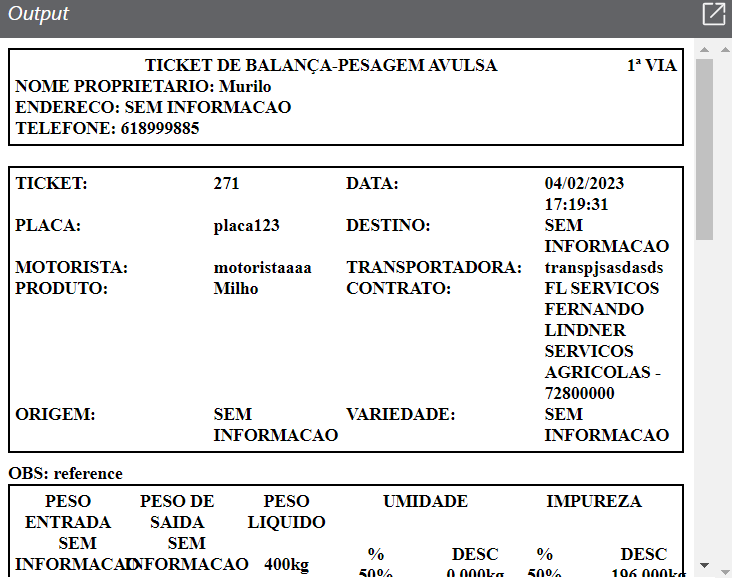 Output
TICKET DE BALANÇA-PESAGEM AVULSA 1ª VIA
NOME PROPRIETARIO: Murilo
ENDERECO: SEM INFORMACAO
TELEFONE: 618999885
TICKET: 271 DATA: 04/02/2023
17:19:31
PLACA: placa123 DESTINO: SEM
INFORMACAO
MOTORISTA: motoristaaaa TRANSPORTADORA: transpjsasdasds
PRODUTO: Milho CONTRATO: FL SERVICOS
FERNANDO
LINDNER
SERVICOS
AGRICOLAS -
72800000
ORIGEM: SEM VARIEDADE: SEM
INFORMACAO INFORMACAO
OBS: reference
PESO PESO DE PESO UMIDADE IMPUREZA
ENTRADA SAIDA LIQUIDO
SEM SEM
INFORMACAO INFORMACAO 400kg % DESC % DESC
50% 0.000kg 50% 196.000kg